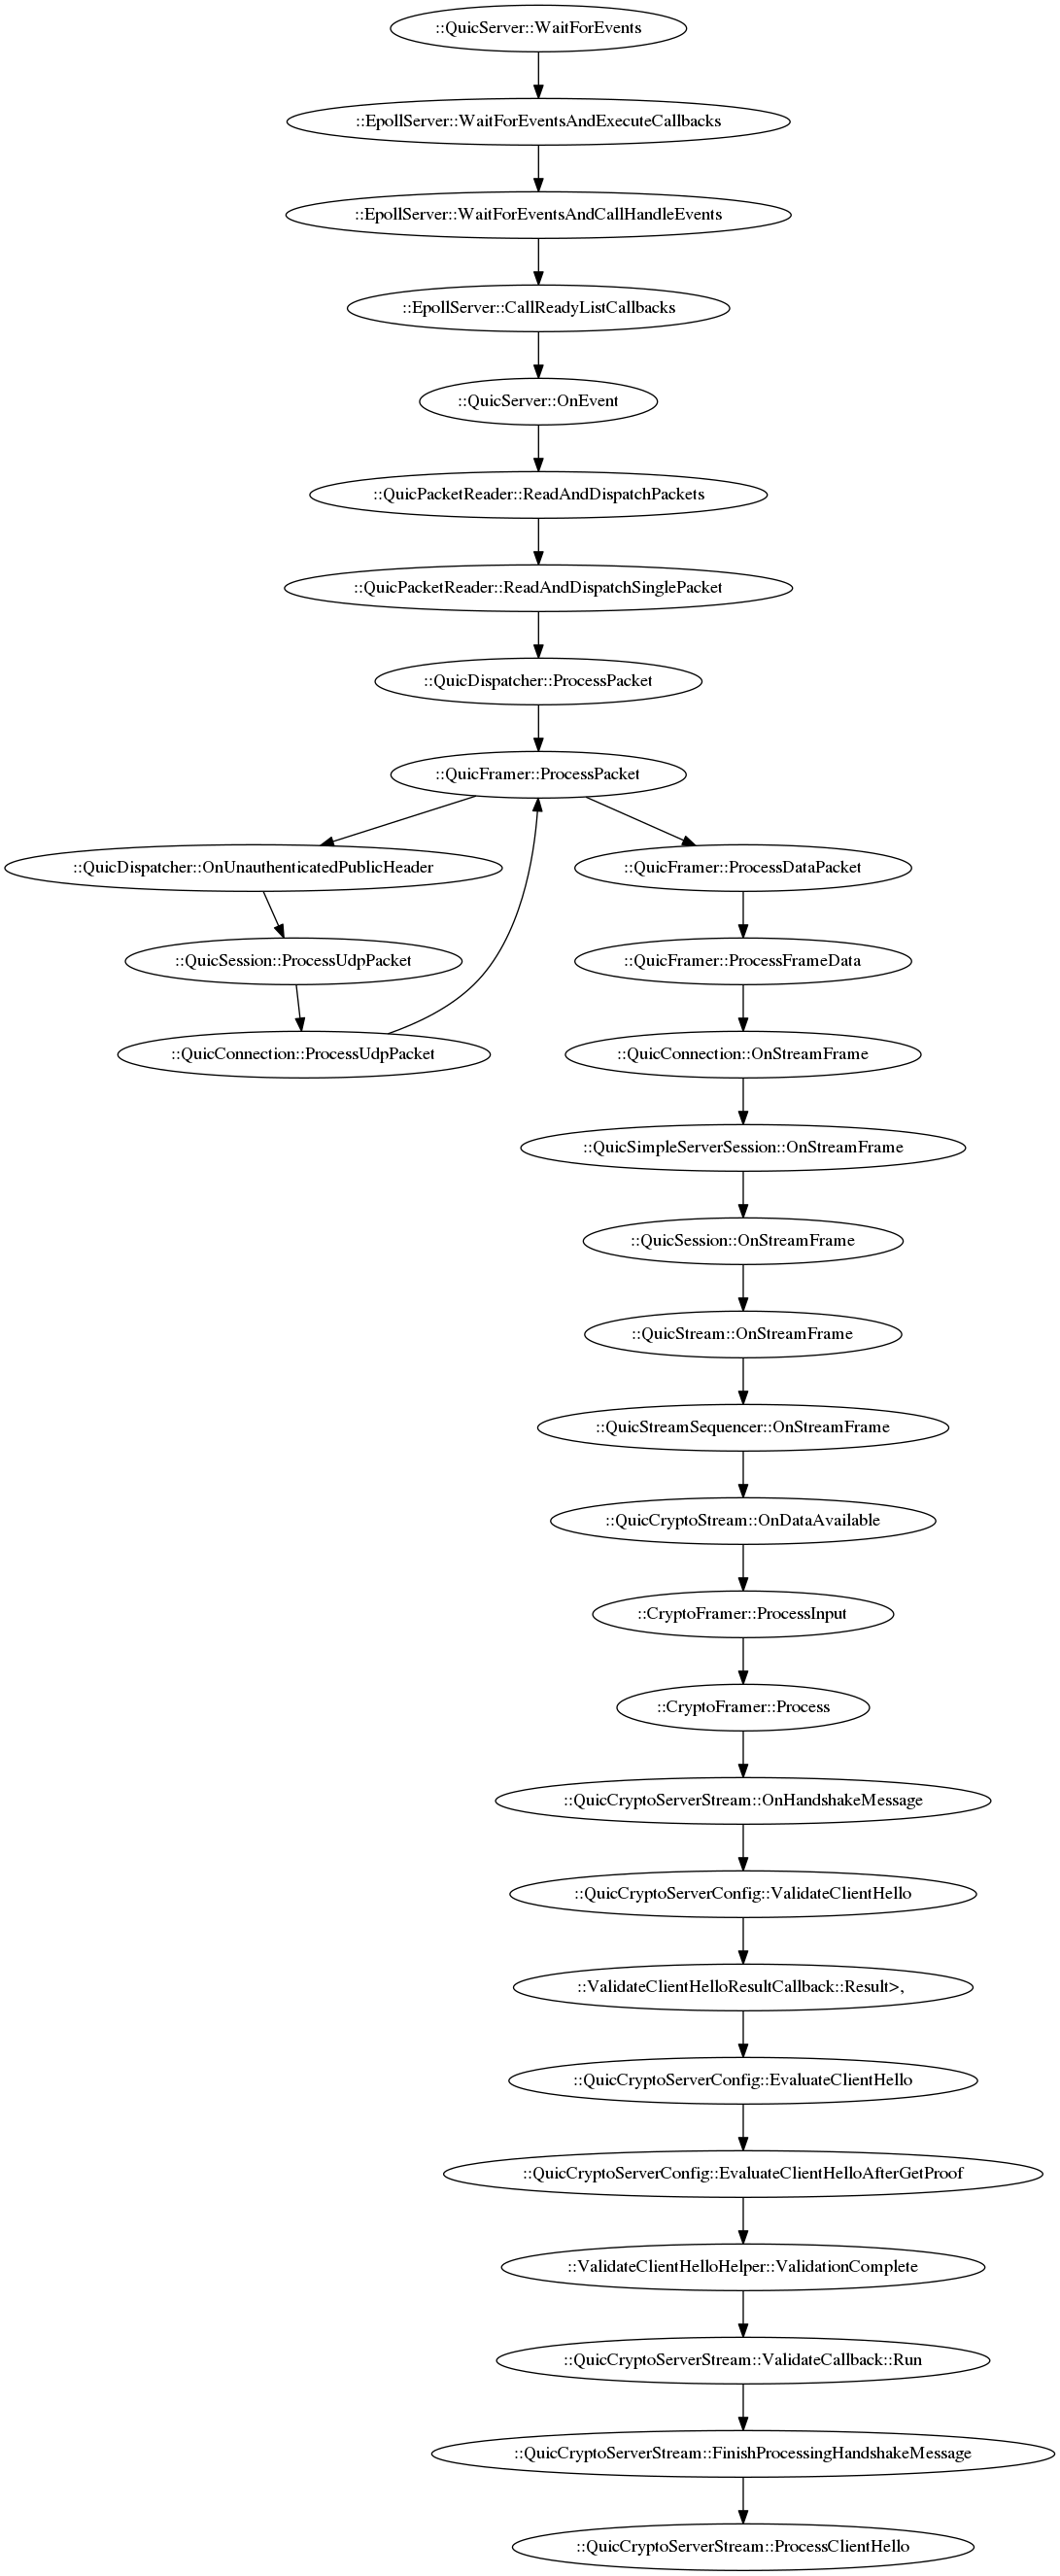 ::QuicServer::WaitForEvents
::EpollServer::WaitForEventsAndExecuteCallbacks
::EpollServer::WaitForEventsAndCallHandleEvents
::EpollServer::CallReadyListCallbacks
::QuicServer::OnEvent
::QuicPacketReader::ReadAndDispatchPackets
::QuicPacketReader::ReadAndDispatchSinglePacket
::QuicDispatcher::ProcessPacket
::QuicFramer::ProcessPacket
::QuicDispatcher::OnUnauthenticatedPublicHeader
::QuicFramer::ProcessDataPacket
::QuicSession::ProcessUdpPacket
::QuicFramer::ProcessFrameData
::QuicConnection::ProcessUdpPacket
::QuicConnection::OnStreamFrame
::QuicSimpleServerSession::OnStreamFrame
::QuicSession::OnStreamFrame
::QuicStream::OnStreamFrame
::QuicStreamSequencer::OnStreamFrame
::QuicCryptoStream::OnDataAvailable
::CryptoFramer::ProcessInput
::CryptoFramer::Process
::QuicCryptoServerStream::OnHandshakeMessage
::QuicCryptoServerConfig::ValidateClientHello
::ValidateClientHelloResultCallback::Result>,
::QuicCryptoServerConfig::EvaluateClientHello
::QuicCryptoServerConfig::EvaluateClientHelloAfterGetProof
::ValidateClientHelloHelper::ValidationComplete
::QuicCryptoServerStream::ValidateCallback::Run
::QuicCryptoServerStream::FinishProcessingHandshakeMessage
::QuicCryptoServerStream::ProcessClientHello